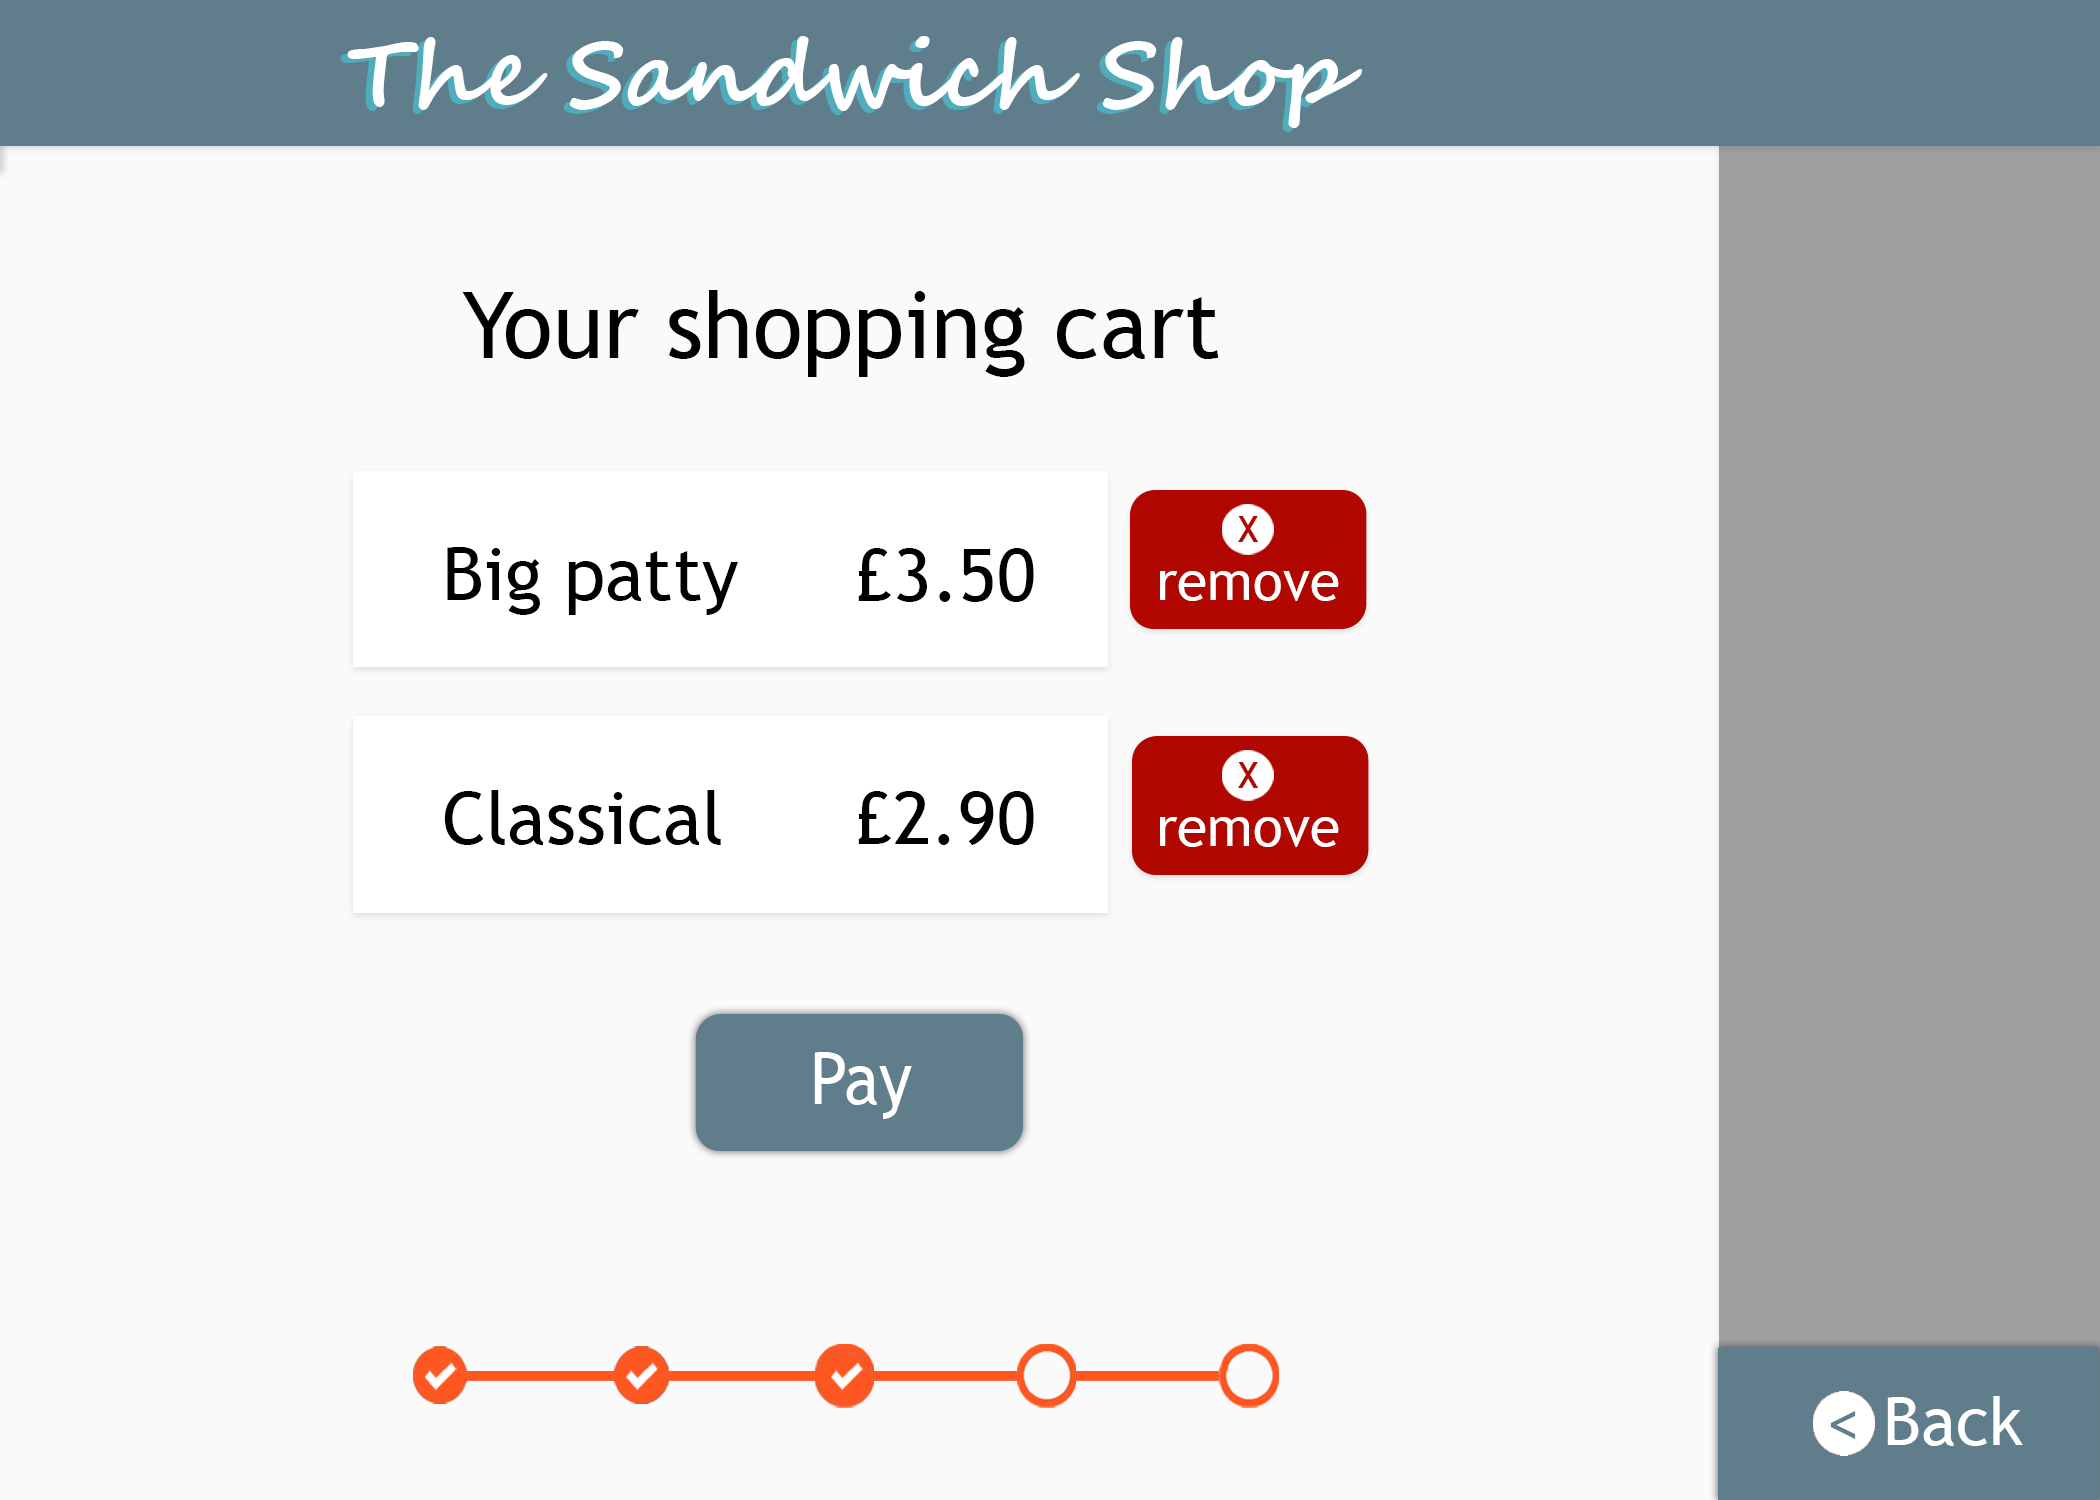 The Sandwich Shop
Your shopping cart
Big patty £3.50
X
remove
Classical £2.90
X
remove
Pay
< Back